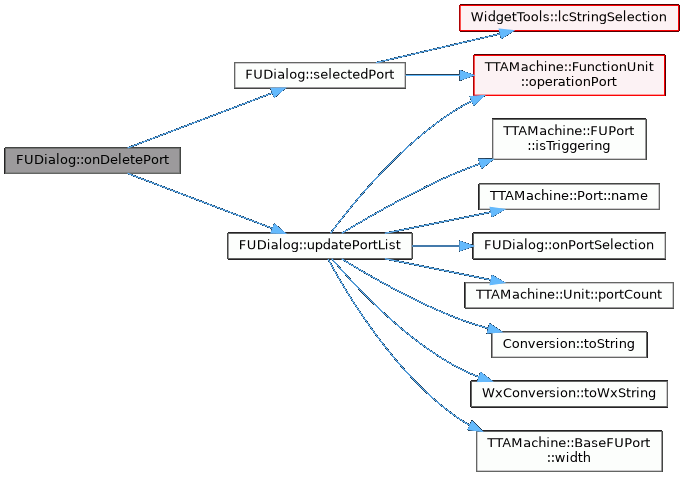 WidgetTools::lcStringSelection
FUDialog::selectedPort
TTAMachine::FunctionUnit
::operationPort
TTAMachine::FUPort
::isTriggering
FUDialog::onDeletePort
TTAMachine::Port::name
FUDialog::updatePortList
FUDialog::onPortSelection
TTAMachine::Unit::portCount
Conversion::toString
WxConversion::toWxString
TTAMachine::BaseFUPort
::width